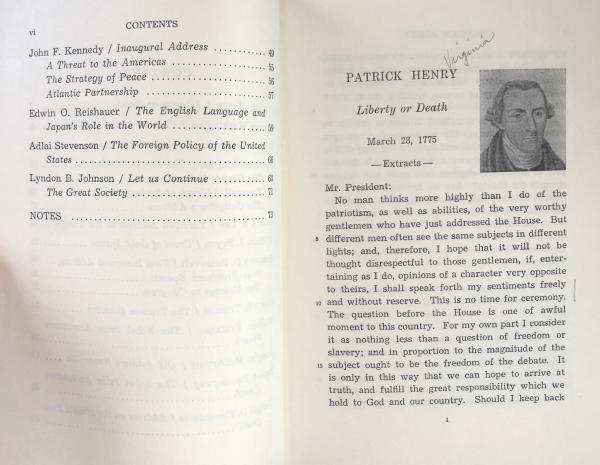 vi
CONTENTS
John F. Kennedy / Inaugural Address ............ 49
A Threat to the Americas .................. 55
The Strategy of Peace ..................... 56
Atlantic Partnership ....................... 57
Edwin O. Reishauer / The English Language and
Japan's Role in the World ................. 59
Adlai Stevenson / The Foreign Policy of the United
States ................................... 66
Lyndon B. Johnson / Let us Continue ........... 68
The Great Society ......................... 71
NOTES ...................................... 73
Virginia
PATRICK HENRY
Liberty or Death
March 23, 1775
—Extracts—
Mr. President:
No man thinks more highly than I do of the
patriotism, as well as abilities, of the very worthy
gentlemen who have just addressed the House. But
5 different men often see the same subjects in different
lights; and, therefore, I hope that it will not be
thought disrespectful to those gentlemen, if, enter-
taining as I do, opinions of a character very opposite
to theirs, I shall speak forth my sentiments freely
10 and without reserve. This is no time for ceremony.
The question before the House is one of awful
moment to this country. For my own part I consider
it as nothing less than a question of freedom or
slavery; and in proportion to the magnitude of the
15 subject ought to be the freedom of the debate. It
is only in this way that we can hope to arrive at
truth, and fulfill the great responsibility which we
hold to God and our country. Should I keep back
1